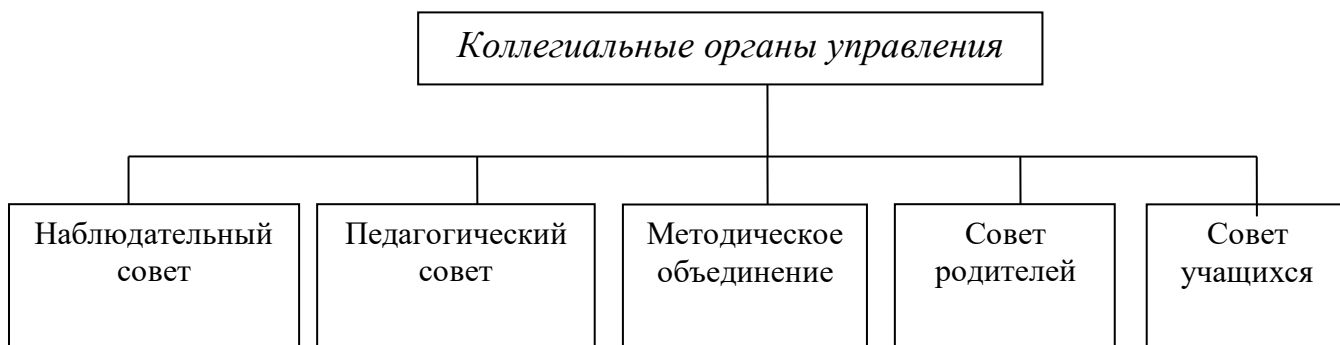 Коллегиальные органы управления
Наблюдательный
совет
Педагогический
совет
Методическое
объединение
Совет
родителей
Совет
учащихся